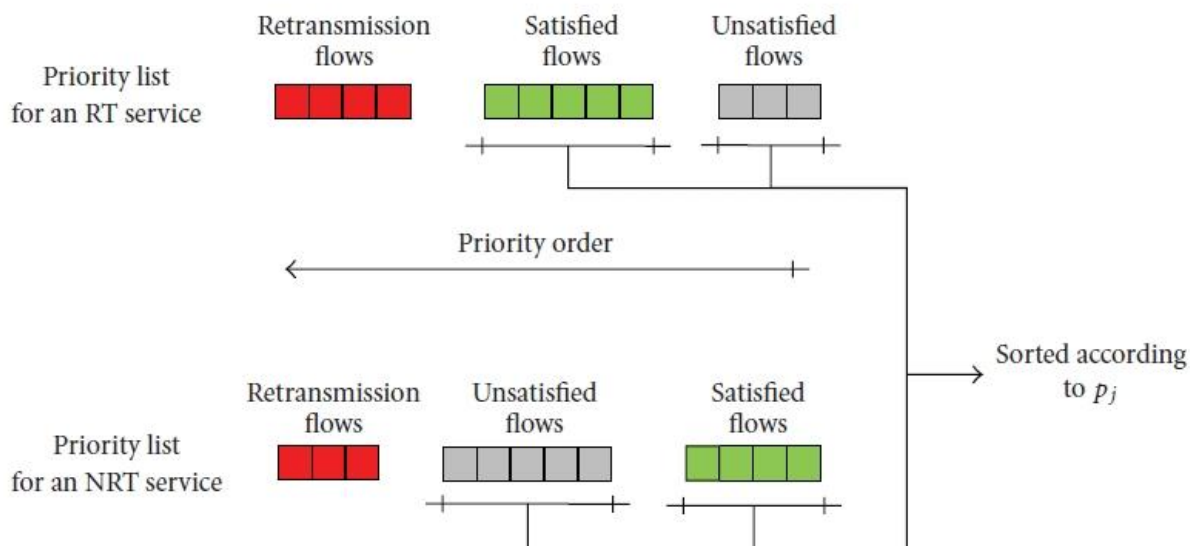 Retransmission
flows
Satisfied
flows
Unsatisfied
flows
Priority list
for an RT service
Priority order
Sorted according
to p_j
Retransmission
flows
Unsatisfied
flows
Satisfied
flows
Priority list
for an NRT service